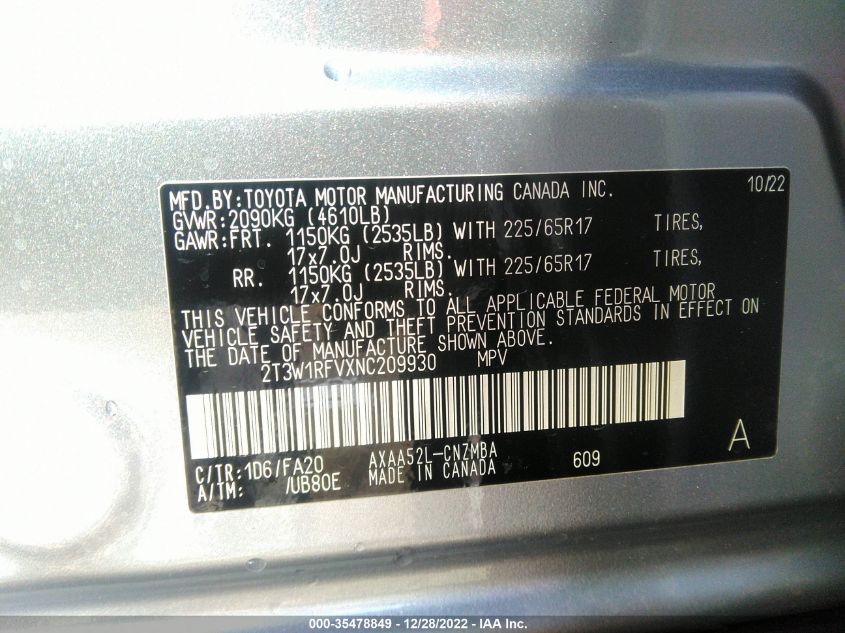 MFD.BY:TOYOTA MOTOR MANUFACTURING CANADA INC. 10/22
GVWR:2090KG (4610LB)
GAWR:FRT. 1150KG (2535LB) WITH 225/65R17 TIRES,
17x7.0J RIMS.
RR. 1150KG (2535LB) WITH 225/65R17 TIRES,
17x7.0J RIMS.
THIS VEHICLE CONFORMS TO ALL APPLICABLE FEDERAL MOTOR
VEHICLE SAFETY AND THEFT PREVENTION STANDARDS IN EFFECT ON
THE DATE OF MANUFACTURE SHOWN ABOVE.
2T3W1RFVXNC209930 MPV
A
C/TR:1D6/FA20 AXAA52L-CNZMBA 609
A/TM: /UB80E MADE IN CANADA
000-35478849 - 12/28/2022 - IAA Inc.